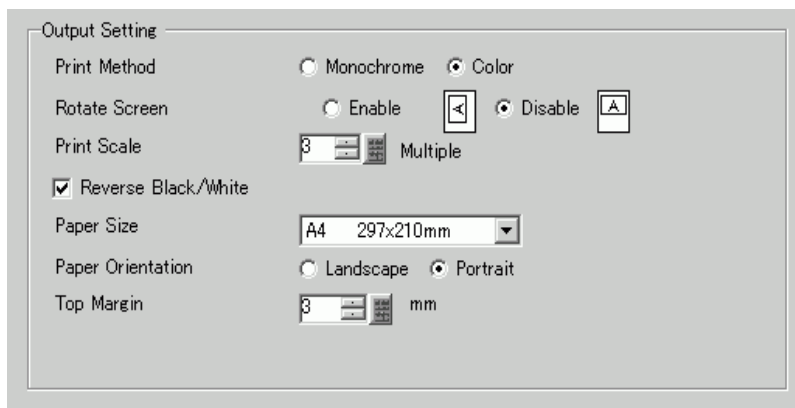 Output Setting
Print Method Monochrome Color
Rotate Screen Enable A Disable A
Print Scale 3 Multiple
Reverse Black/White
Paper Size A4 297x210mm
Paper Orientation Landscape Portrait
Top Margin 3 mm